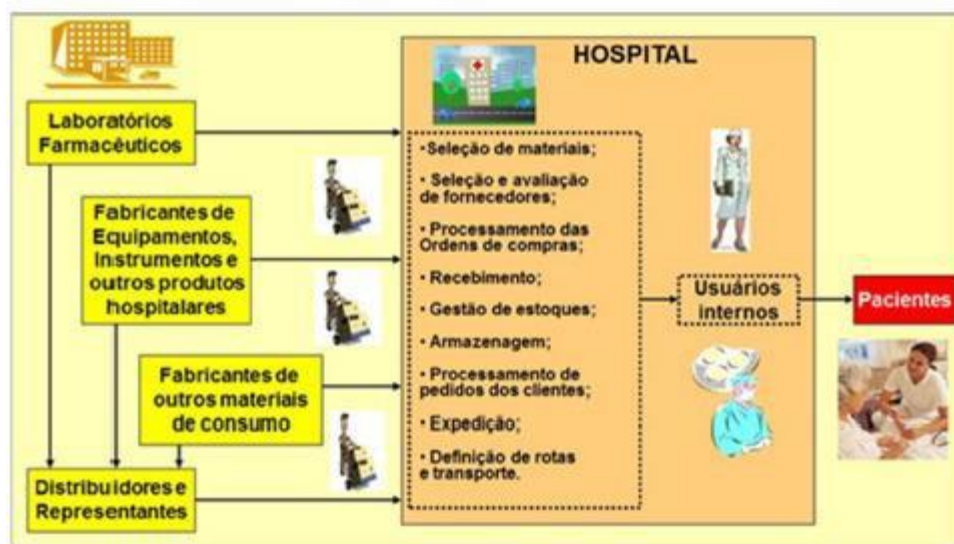 HOSPITAL
Laboratórios
Farmacêuticos
Fabricantes de
Equipamentos,
Instrumentos e
outros produtos
hospitalares
Fabricantes de
outros materiais
de consumo
Distribuidores e
Representantes
•Seleção de materiais;
• Seleção e avaliação
de fornecedores;
• Processamento das
Ordens de compras;
• Recebimento;
• Gestão de estoques;
• Armazenagem;
• Processamento de
pedidos dos clientes;
• Expedição;
• Definição de rotas
e transporte.
Usuários
internos
Pacientes